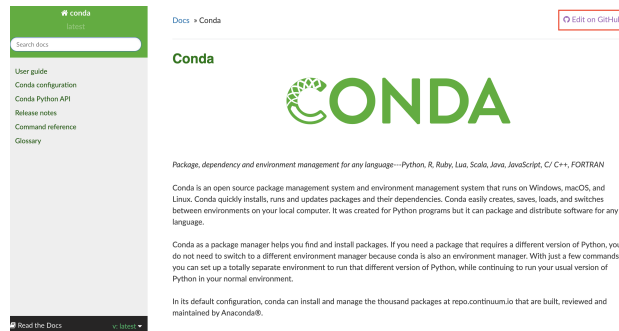 conda
latest
Search docs
User guide
Conda configuration
Conda Python API
Release notes
Command reference
Glossary
Read the Docs
v: latest
Docs » Conda
Edit on GitHub
Conda
CONDA
Package, dependency and environment management for any language---Python, R, Ruby, Lua, Scala, Java, JavaScript, C/ C++, FORTRAN
Conda is an open source package management system and environment management system that runs on Windows, macOS, and
Linux. Conda quickly installs, runs and updates packages and their dependencies. Conda easily creates, saves, loads, and switches
between environments on your local computer. It was created for Python programs but it can package and distribute software for any
language.
Conda as a package manager helps you find and install packages. If you need a package that requires a different version of Python, you
do not need to switch to a different environment manager because conda is also an environment manager. With just a few commands
you can set up a totally separate environment to run that different version of Python, while continuing to run your usual version of
Python in your normal environment.
In its default configuration, conda can install and manage the thousand packages at repo.continuum.io that are built, reviewed and
maintained by Anaconda®.